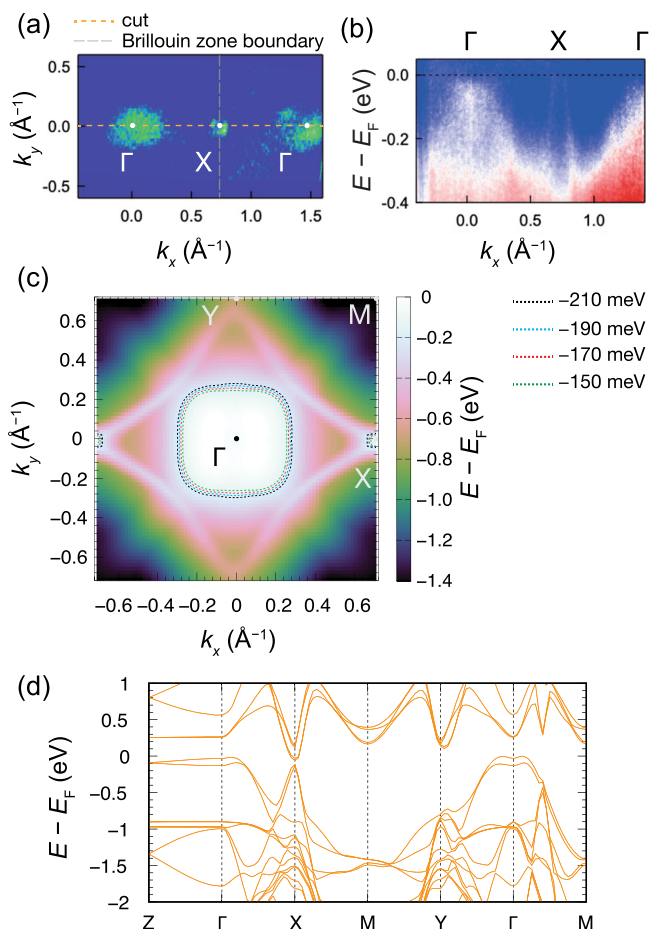 cut
Brillouin zone boundary
(a)
0.5
0.0
-0.5
k_y (Å⁻¹)
Γ
X
Γ
0.0
0.5
1.0
1.5
k_x (Å⁻¹)
(b)
Γ
X
Γ
0.0
-0.2
-0.4
E − E_F (eV)
0.0
0.5
1.0
k_x (Å⁻¹)
(c)
0.6
0.4
0.2
0
−0.2
−0.4
−0.6
k_y (Å⁻¹)
Y
M
Γ
X
−0.6
−0.4
−0.2
0
0.2
0.4
0.6
k_x (Å⁻¹)
0
−0.2
−0.4
−0.6
−0.8
−1.0
−1.2
−1.4
E − E_F (eV)
−210 meV
−190 meV
−170 meV
−150 meV
(d)
1
0.5
0
−0.5
−1
−1.5
−2
E − E_F (eV)
Z
Γ
X
M
Y
Γ
M